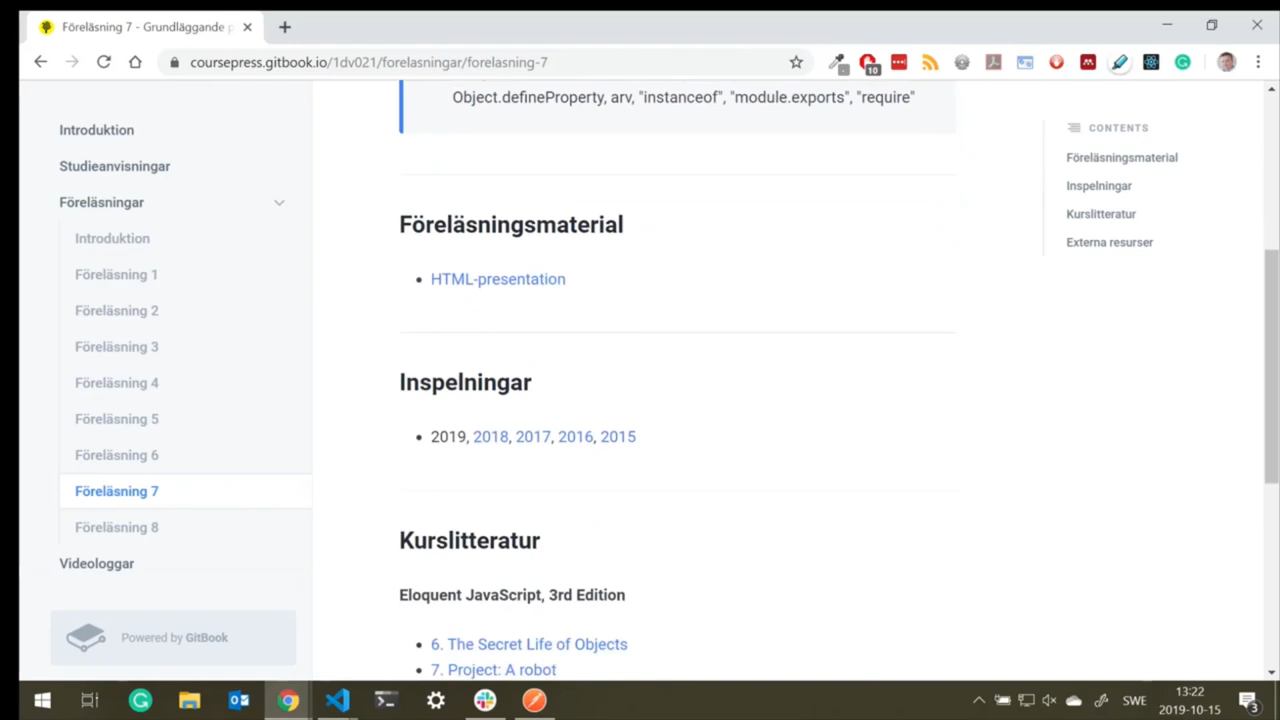 Föreläsning 7 - Grundläggande p
coursepress.gitbook.io/1dv021/forelasningar/forelasning-7
10
Introduktion
Studieanvisningar
Föreläsningar
Introduktion
Föreläsning 1
Föreläsning 2
Föreläsning 3
Föreläsning 4
Föreläsning 5
Föreläsning 6
Föreläsning 7
Föreläsning 8
Videologgar
Powered by GitBook
Object.defineProperty, arv, "instanceof", "module.exports", "require"
Föreläsningsmaterial
• HTML-presentation
Inspelningar
• 2019, 2018, 2017, 2016, 2015
Kurslitteratur
Eloquent JavaScript, 3rd Edition
• 6. The Secret Life of Objects
• 7. Project: A robot
CONTENTS
Föreläsningsmaterial
Inspelningar
Kurslitteratur
Externa resurser
SWE
13:22
2019-10-15
3